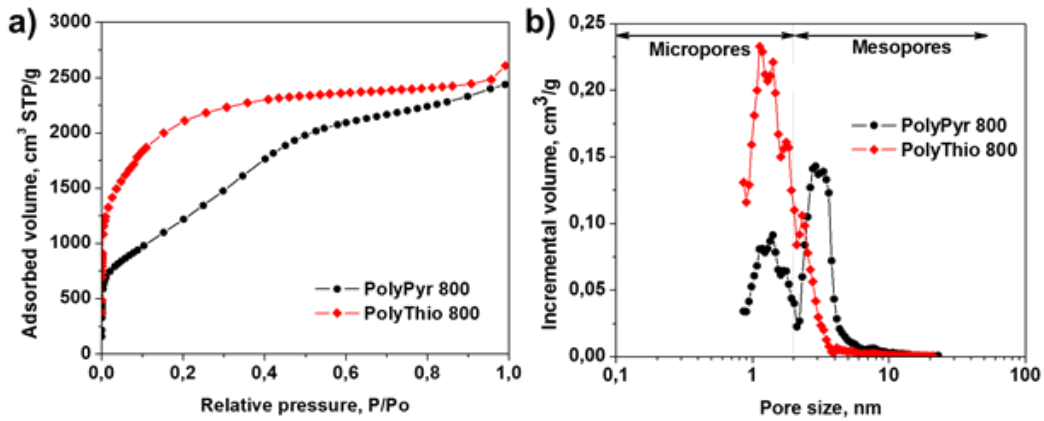 a)
3000
2500
2000
1500
1000
500
0
Adsorbed volume, cm³ STP/g
PolyPyr 800
PolyThio 800
0,0 0,2 0,4 0,6 0,8 1,0
Relative pressure, P/Po
b)
0,25
0,20
0,15
0,10
0,05
0,00
Incremental volume, cm³/g
Micropores Mesopores
PolyPyr 800
PolyThio 800
0,1 1 10 100
Pore size, nm